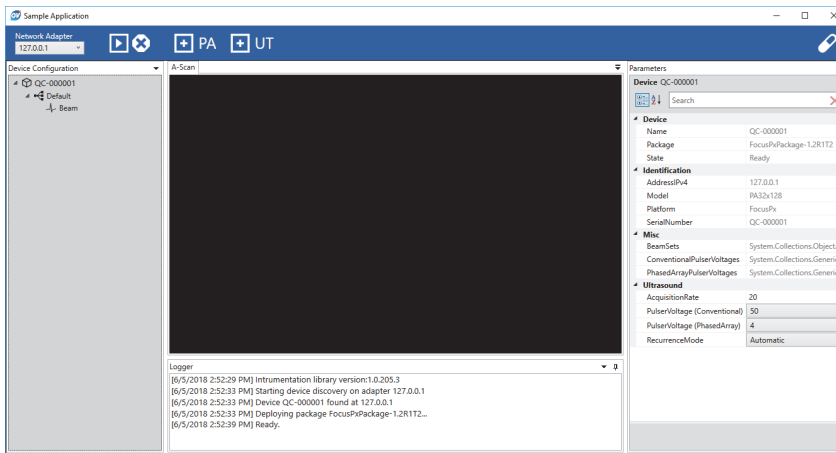 Sample Application
Network Adapter
127.0.0.1
PA
UT
Device Configuration
QC-000001
Default
Beam
A-Scan
Logger
[6/5/2018 2:52:29 PM] Intrumentation library version:1.0.205.3
[6/5/2018 2:52:33 PM] Starting device discovery on adapter 127.0.0.1
[6/5/2018 2:52:33 PM] Device QC-000001 found at 127.0.0.1
[6/5/2018 2:52:33 PM] Deploying package FocusPxPackage-1.2R1T2...
[6/5/2018 2:52:39 PM] Ready.
Parameters
Device QC-000001
Search
Device
Name QC-000001
Package FocusPxPackage-1.2R1T2
State Ready
Identification
AddressIPv4 127.0.0.1
Model PA32x128
Platform FocusPx
SerialNumber QC-000001
Misc
BeamSets System.Collections.Object
ConventionalPulserVoltages System.Collections.Generi
PhasedArrayPulserVoltages System.Collections.Generi
Ultrasound
AcquisitionRate 20
PulserVoltage (Conventional) 50
PulserVoltage (PhasedArray) 4
RecurrenceMode Automatic